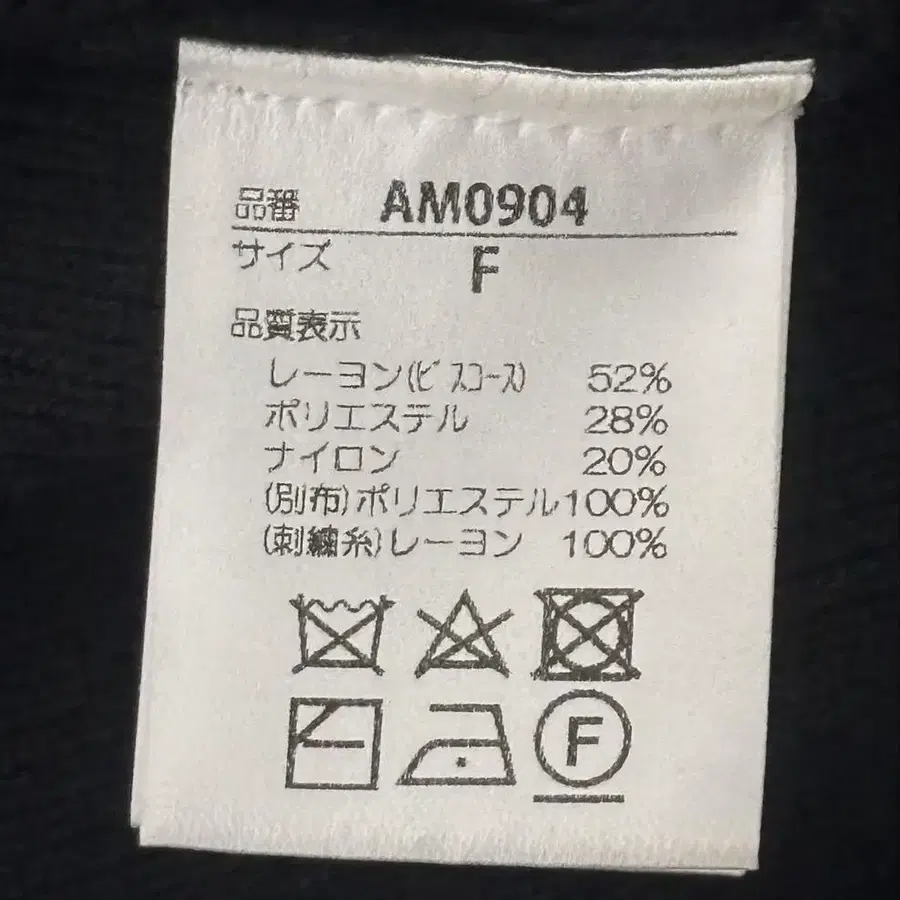 品番 AM0904
サイズ F
品質表示
レーヨン(ビスコース) 52%
ポリエステル 28%
ナイロン 20%
(別布)ポリエステル100%
(刺繍糸)レーヨン 100%
F